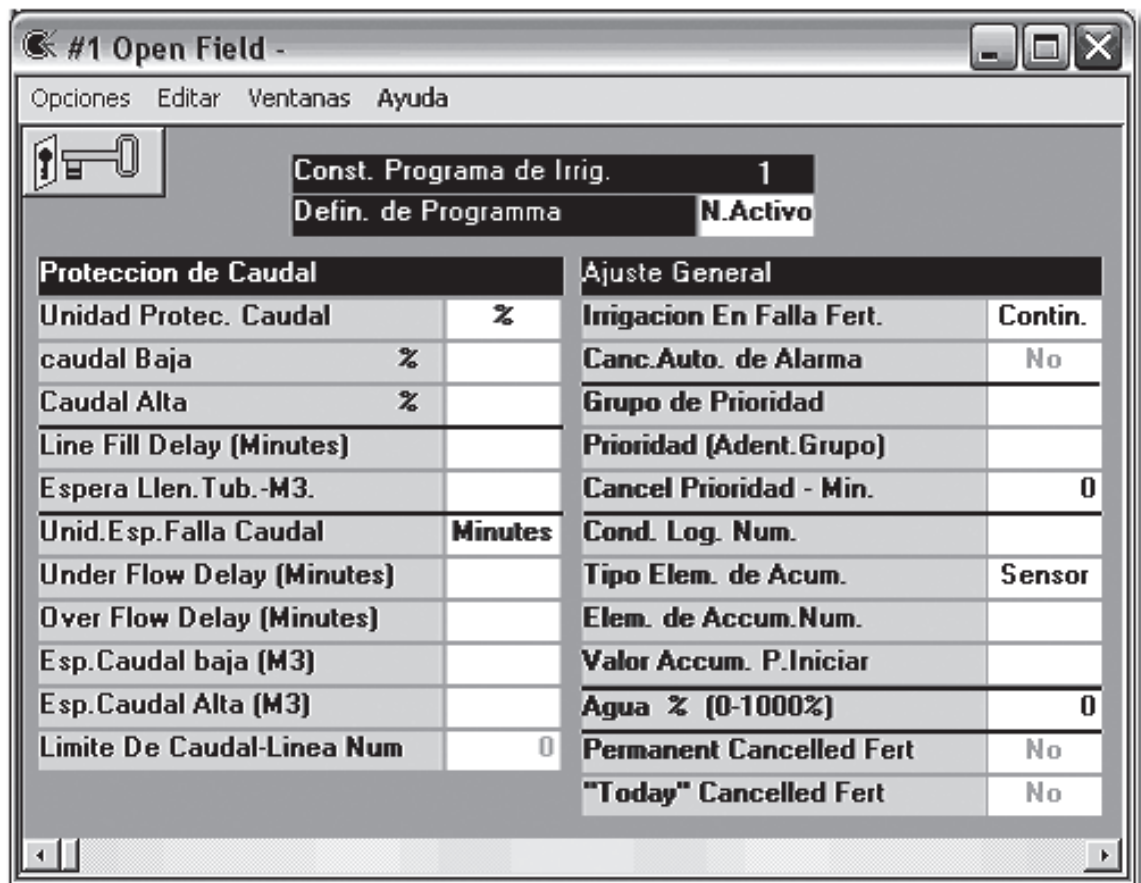 #1 Open Field -
Opciones Editar Ventanas Ayuda
Const. Programa de Irrig. 1
Defin. de Programma N.Activo
Proteccion de Caudal
Unidad Protec. Caudal %
caudal Baja %
Caudal Alta %
Line Fill Delay (Minutes)
Espera Llen.Tub.-M3.
Unid.Esp.Falla Caudal Minutes
Under Flow Delay (Minutes)
Over Flow Delay (Minutes)
Esp.Caudal baja (M3)
Esp.Caudal Alta (M3)
Limite De Caudal-Linea Num 0
Ajuste General
Irrigacion En Falla Fert. Contin.
Canc.Auto. de Alarma No
Grupo de Prioridad
Prioridad (Adent.Grupo)
Cancel Prioridad - Min. 0
Cond. Log. Num.
Tipo Elem. de Acum. Sensor
Elem. de Accum.Num.
Valor Accum. P.Iniciar
Agua % (0-1000%) 0
Permanent Cancelled Fert No
"Today" Cancelled Fert No